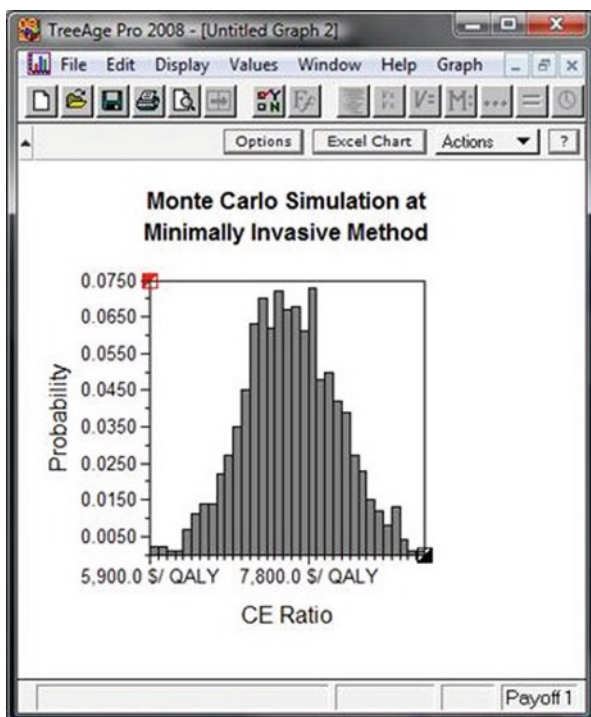 TreeAge Pro 2008 - [Untitled Graph 2]
File Edit Display Values Window Help Graph
Options Excel Chart Actions ?
Monte Carlo Simulation at
Minimally Invasive Method
0.0750
0.0650
0.0550
0.0450
0.0350
0.0250
0.0150
0.0050
Probability
5,900.0 $/ QALY 7,800.0 $/ QALY
CE Ratio
Payoff 1